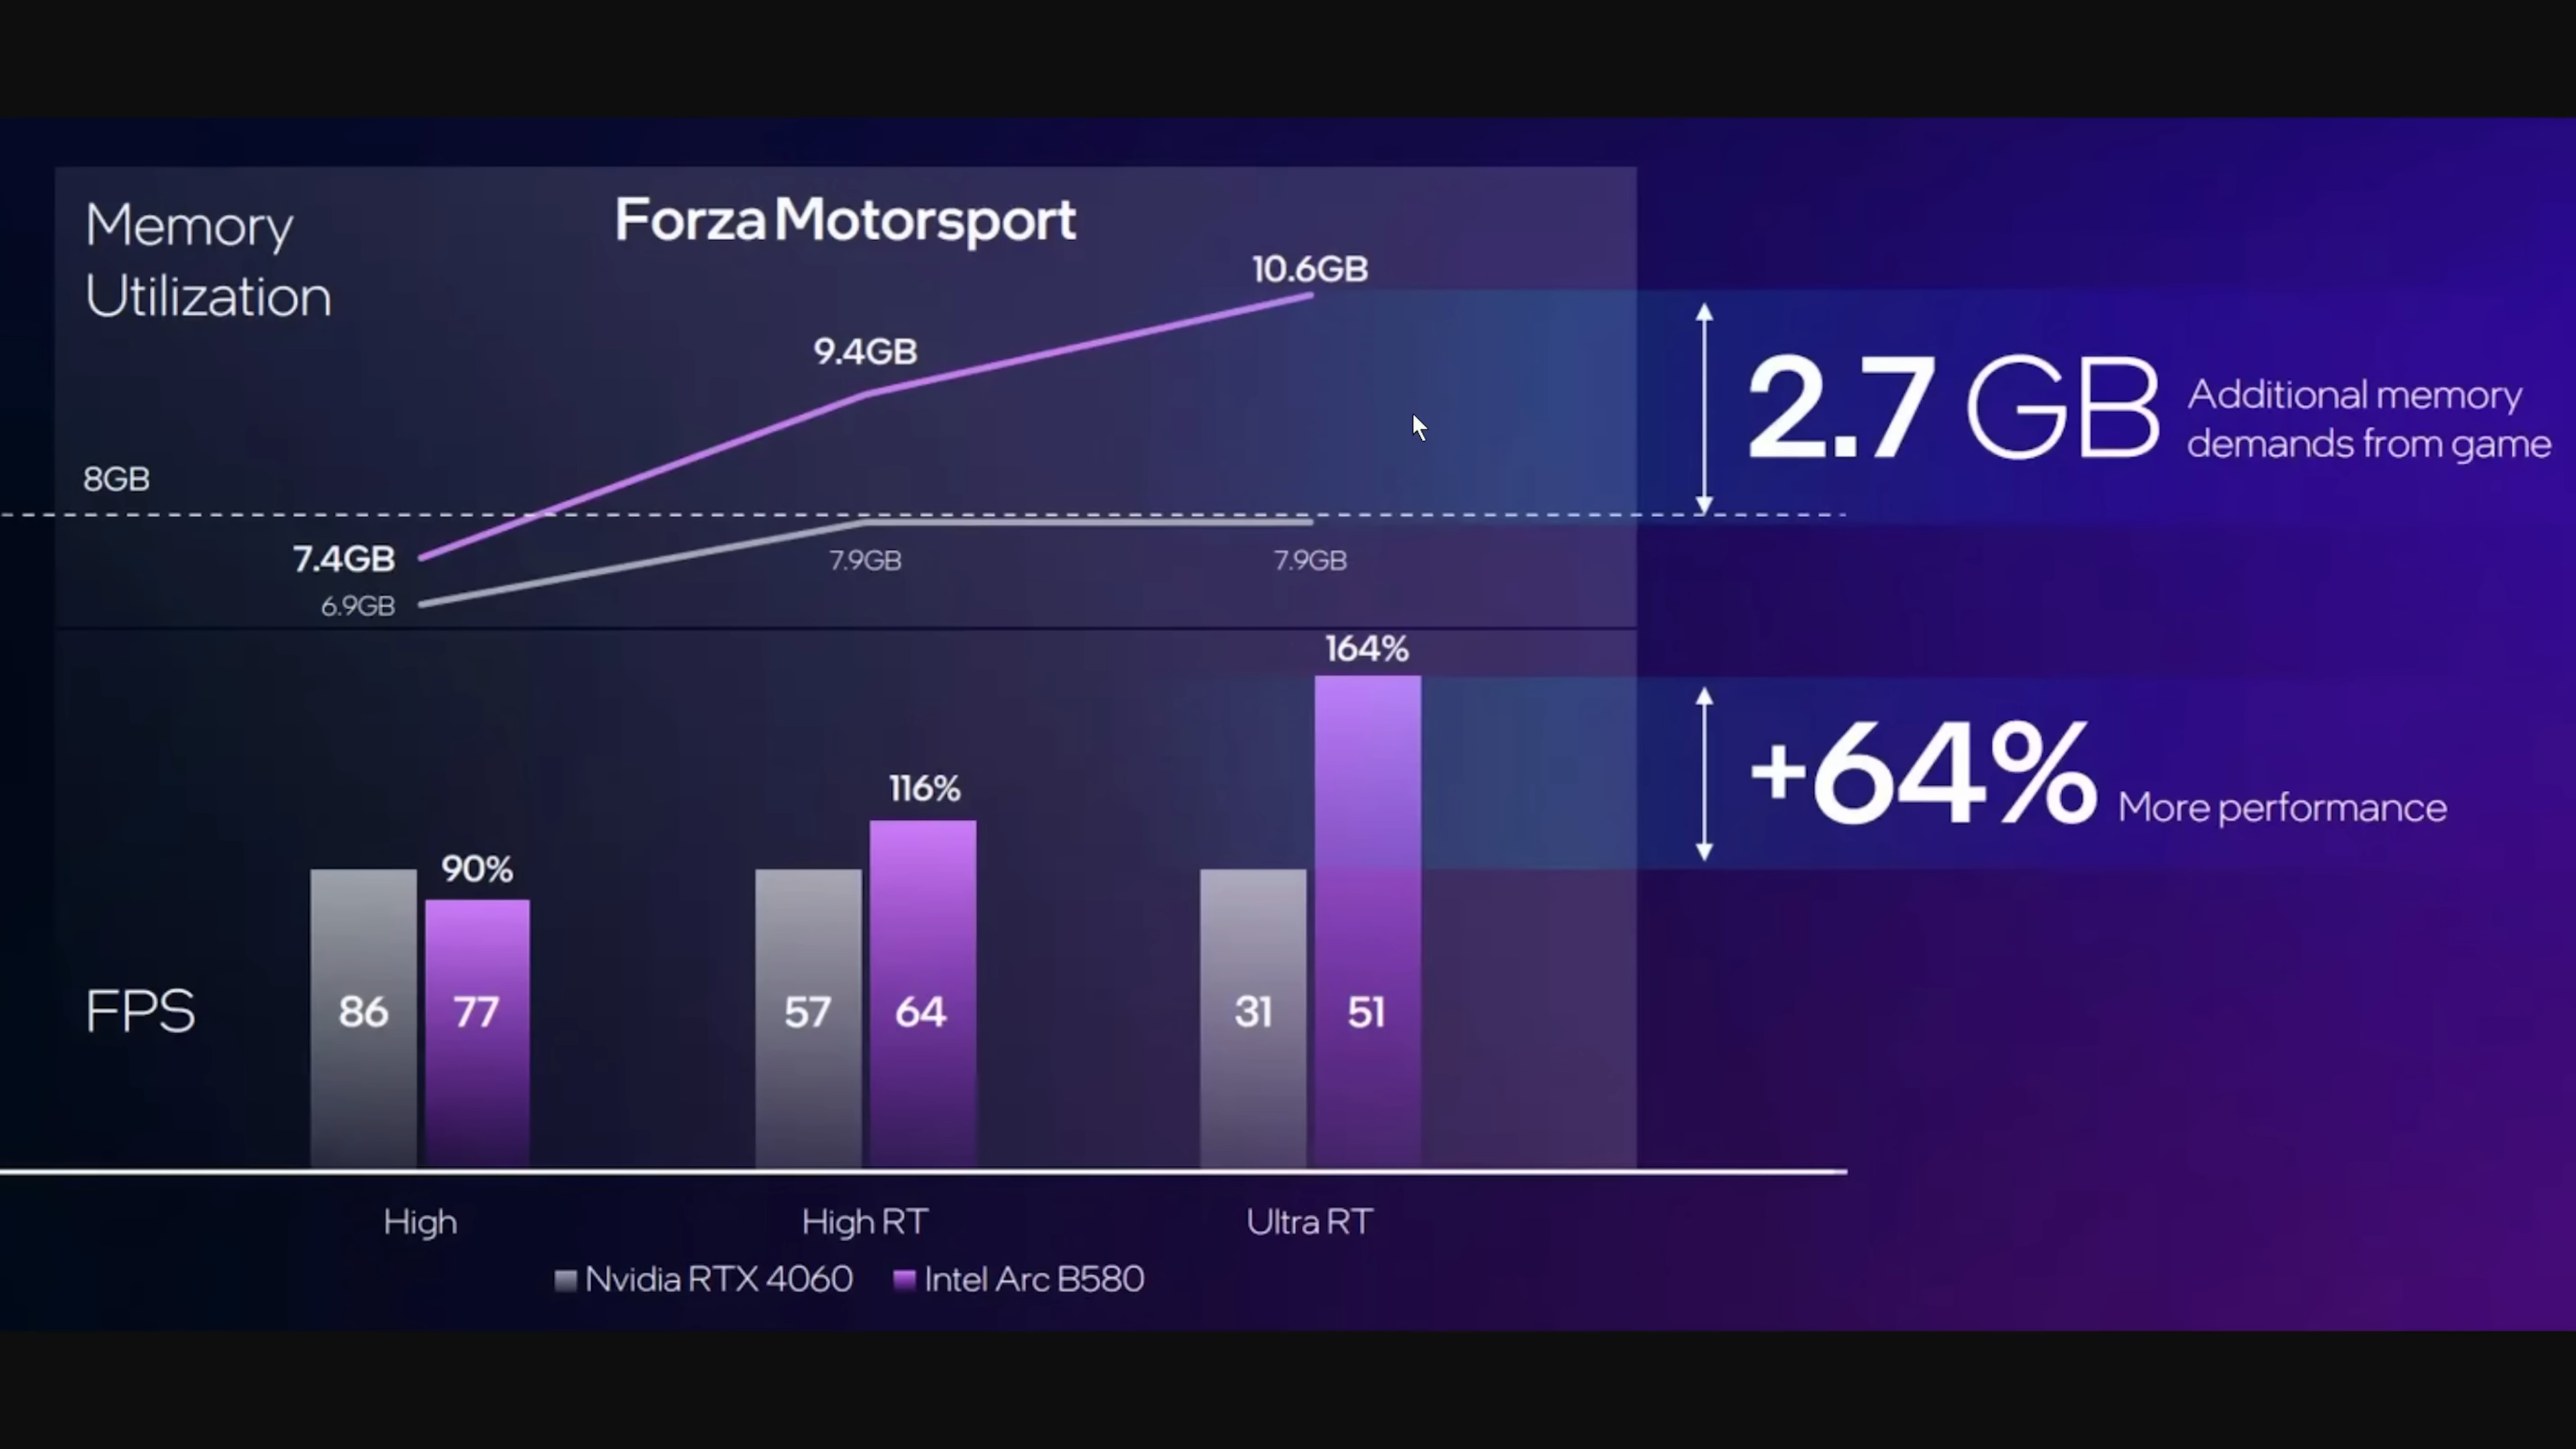 Memory
Utilization
Forza Motorsport
10.6GB
9.4GB
8GB
7.4GB
6.9GB
7.9GB
7.9GB
2.7 GB
Additional memory
demands from game
164%
116%
90%
+64% More performance
FPS
86
77
57
64
31
51
High
High RT
Ultra RT
Nvidia RTX 4060
Intel Arc B580